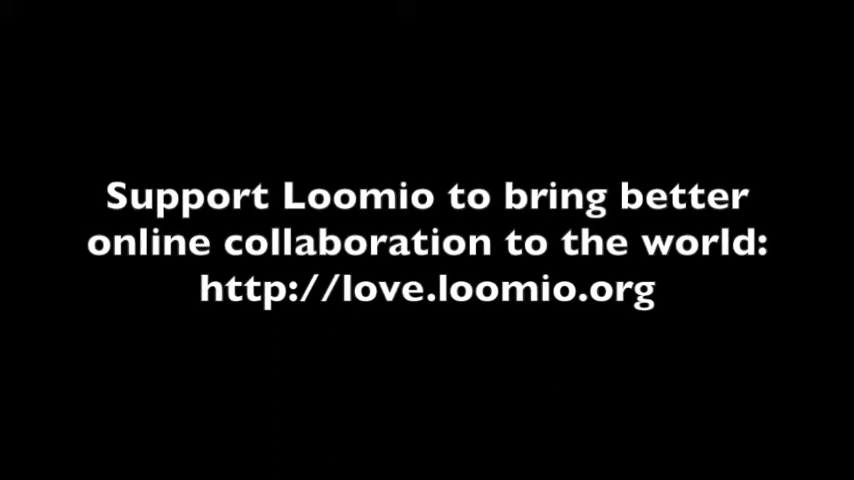 Support Loomio to bring better
online collaboration to the world:
http://love.loomio.org